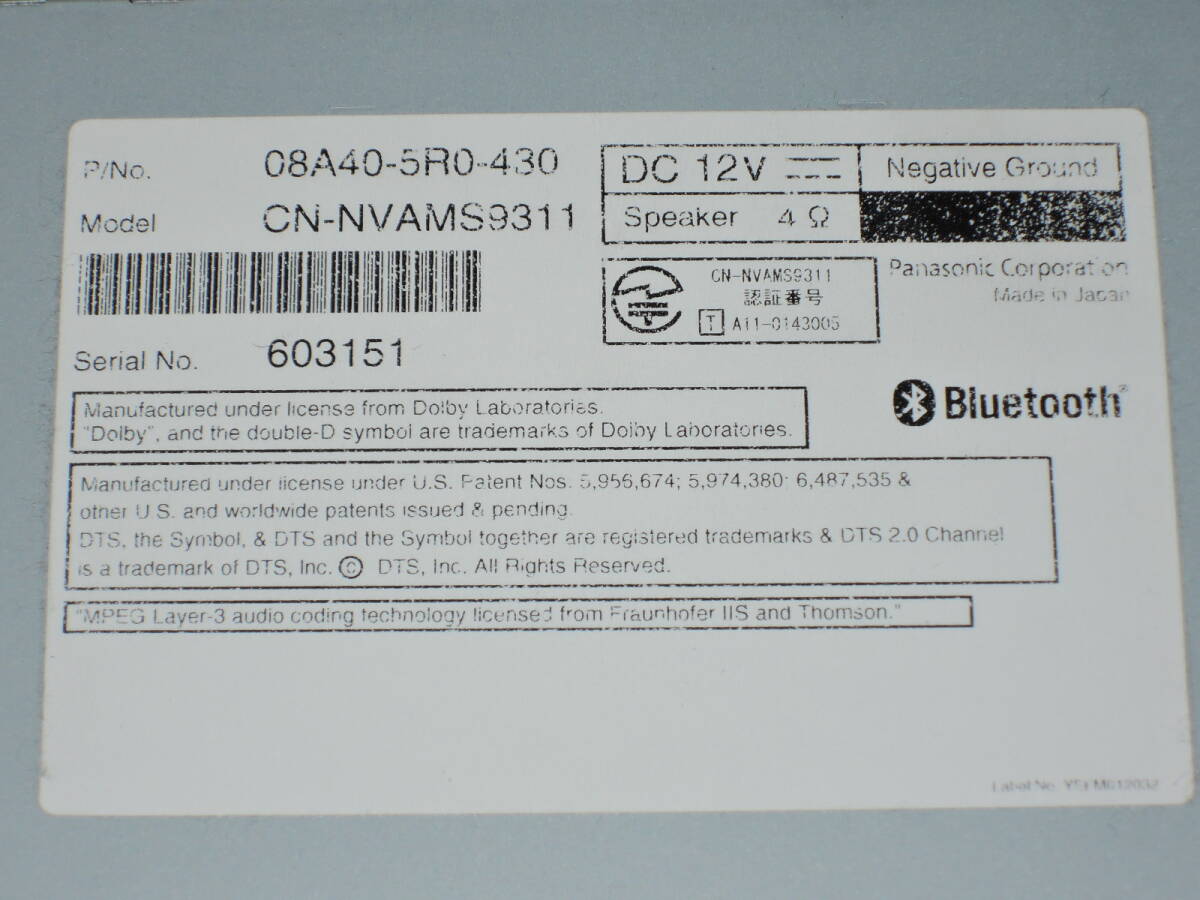 P/No. 08A40-5R0-430
Model CN-NVAMS9311
Serial No. 603151
DC 12V
Negative Ground
Speaker 4 Ω
CN-NVAMS9311
認証番号
T A11-0143005
Panasonic Corporation
Made in Japan
Bluetooth
Manufactured under license from Dolby Laboratories.
"Dolby", and the double-D symbol are trademarks of Dolby Laboratories.
Manufactured under license under U.S. Patent Nos. 5,956,674; 5,974,380; 6,487,535 &
other U.S. and worldwide patents issued & pending.
DTS, the Symbol, & DTS and the Symbol together are registered trademarks & DTS 2.0 Channel
is a trademark of DTS, Inc. © DTS, Inc. All Rights Reserved.
"MPEG Layer-3 audio coding technology licensed from Fraunhofer IIS and Thomson."
Label No.